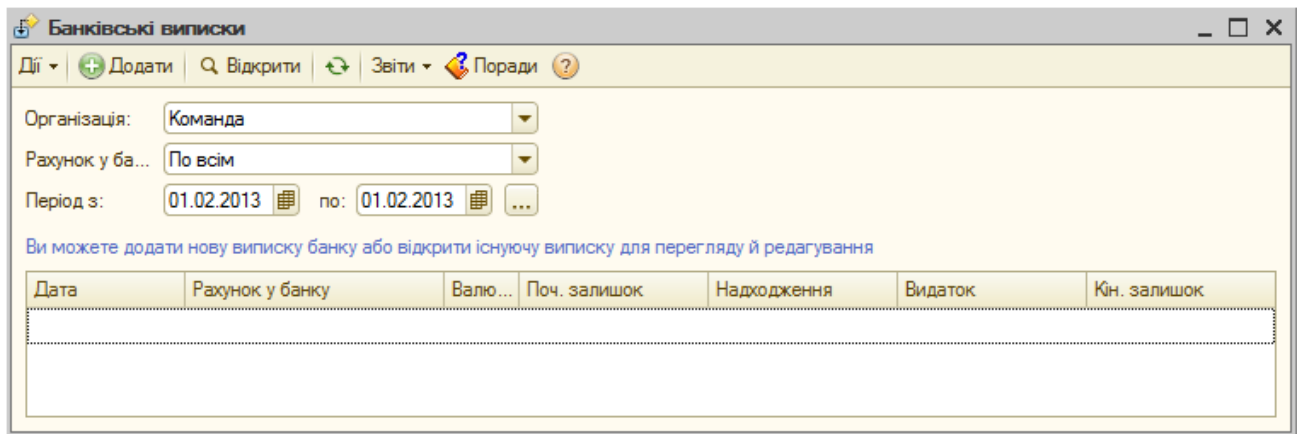 Банківські виписки
Дії Додати Відкрити Звіти Поради
Організація: Команда
Рахунок у ба... По всім
Період з: 01.02.2013 по: 01.02.2013 ...
Ви можете додати нову виписку банку або відкрити існуючу виписку для перегляду й редагування
Дата Рахунок у банку Валю... Поч. залишок Надходження Видаток Кін. залишок